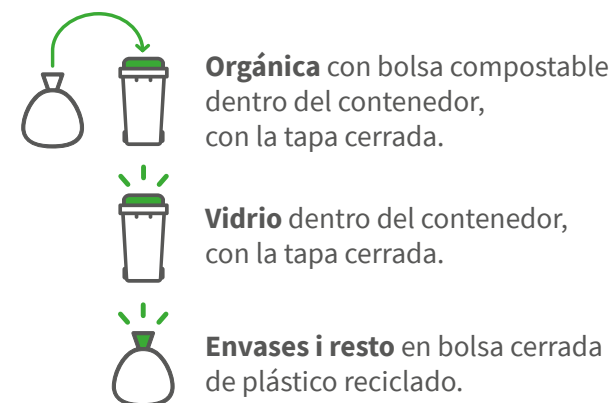 Orgánica con bolsa compostable
dentro del contenedor,
con la tapa cerrada.
Vidrio dentro del contenedor,
con la tapa cerrada.
Envases i resto en bolsa cerrada
de plástico reciclado.